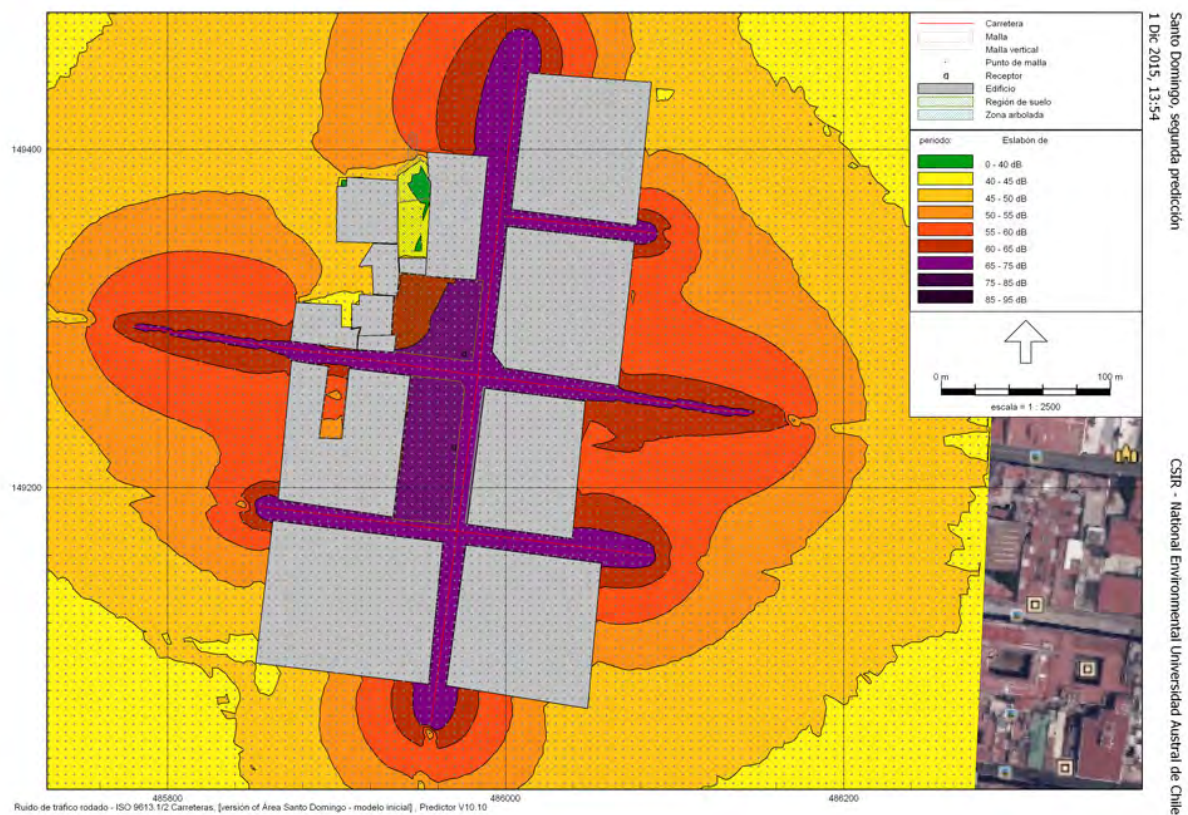 Carretera
Malla
Malla vertical
Punto de malla
Receptor
Edificio
Región de suelo
Zona arbolada
periodo: Eslabón de
0 - 40 dB
40 - 45 dB
45 - 50 dB
50 - 55 dB
55 - 60 dB
60 - 65 dB
65 - 75 dB
75 - 85 dB
85 - 95 dB
0 m 100 m
escala = 1 : 2500
149400
149200
485800 486000 486200
Ruido de tráfico rodado - ISO 9613.1/2 Carreteras, [versión of Área Santo Domingo - modelo inicial] , Predictor V10.10
Santo Domingo, segunda predicción
1 Dic 2015, 13:54
CSIR - National Environmental Universidad Austral de Chile